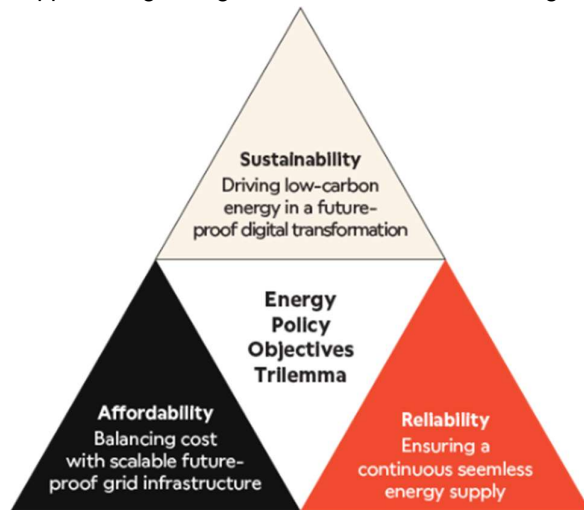 Sustainability
Driving low-carbon
energy in a future-
proof digital transformation
Energy
Policy
Objectives
Trilemma
Affordability
Balancing cost
with scalable future-
proof grid infrastructure
Reliability
Ensuring a
continuous seemless
energy supply